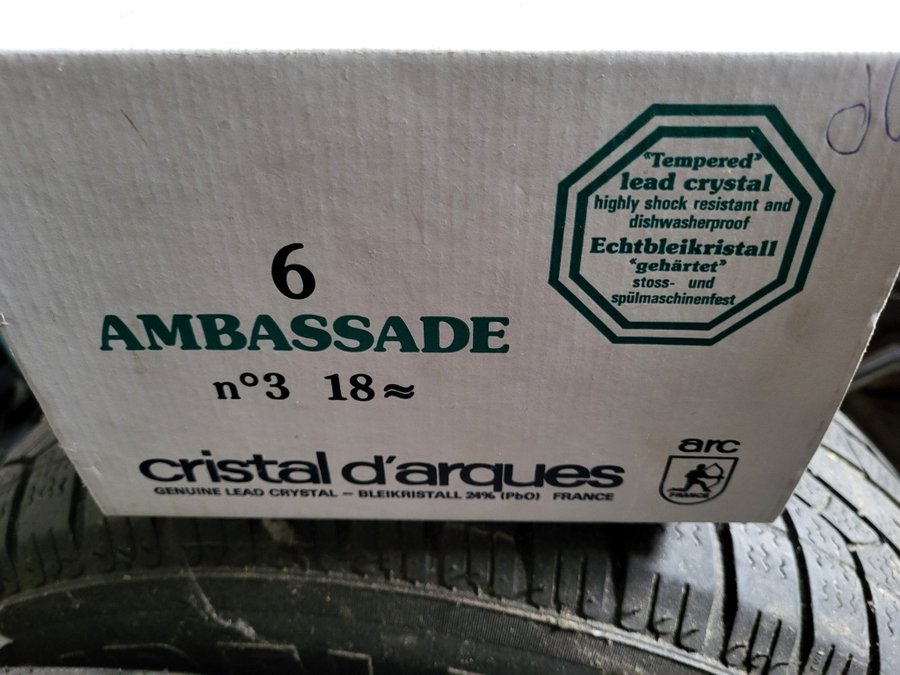 "Tempered"
lead crystal
highly shock resistant and
dishwasherproof
Echtbleikristall
"gehärtet"
stoss- und
spülmaschinenfest
6
AMBASSADE
n°3 18≈
cristal d'arques
GENUINE LEAD CRYSTAL – BLEIKRISTALL 24% (PbO) FRANCE
arc
FRANCE